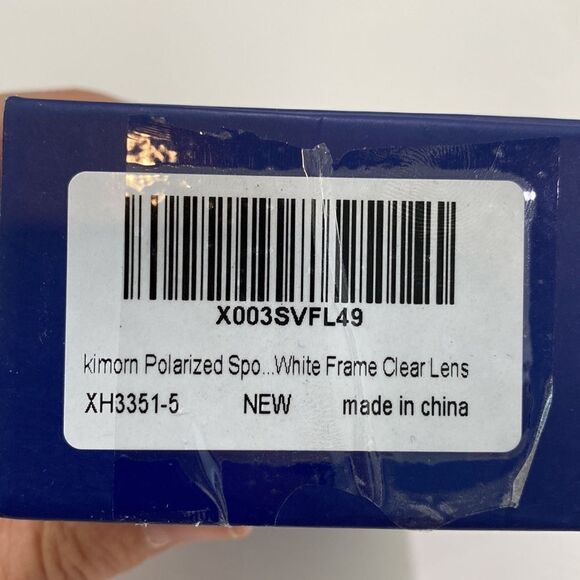 X003SVFL49
kimorn Polarized Spo...White Frame Clear Lens
XH3351-5 NEW made in china